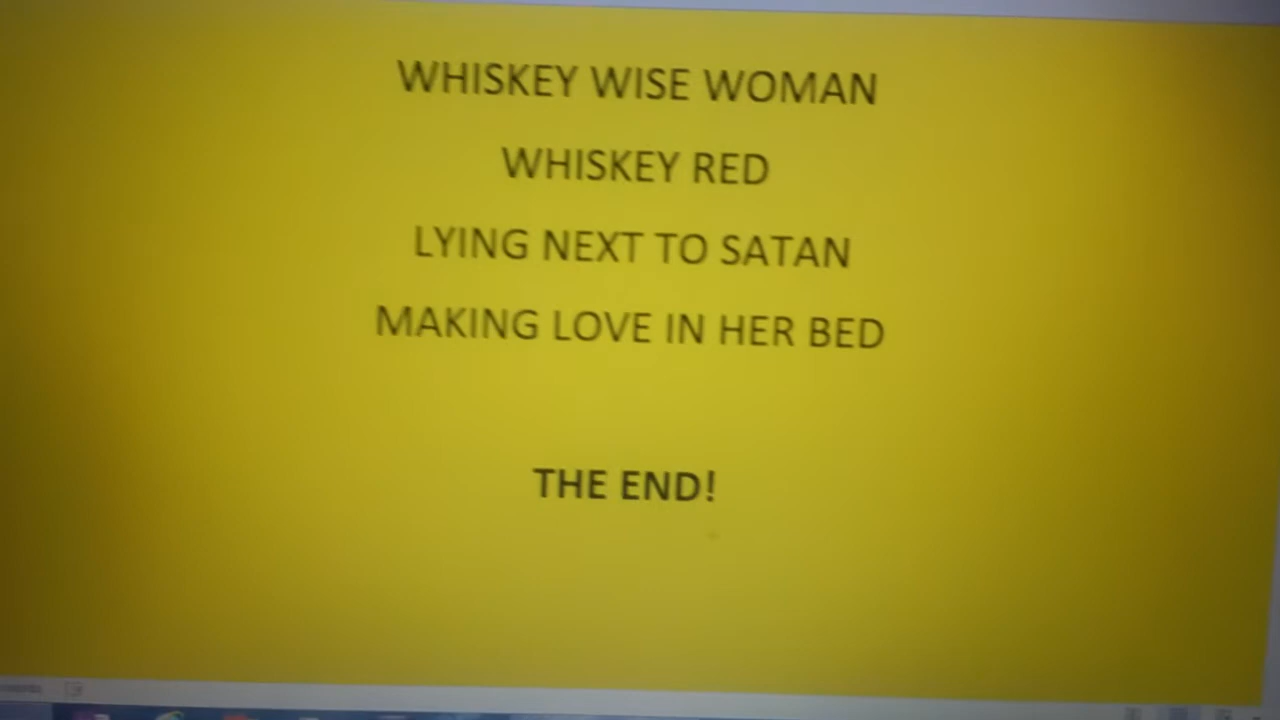 WHISKEY WISE WOMAN
WHISKEY RED
LYING NEXT TO SATAN
MAKING LOVE IN HER BED
THE END!